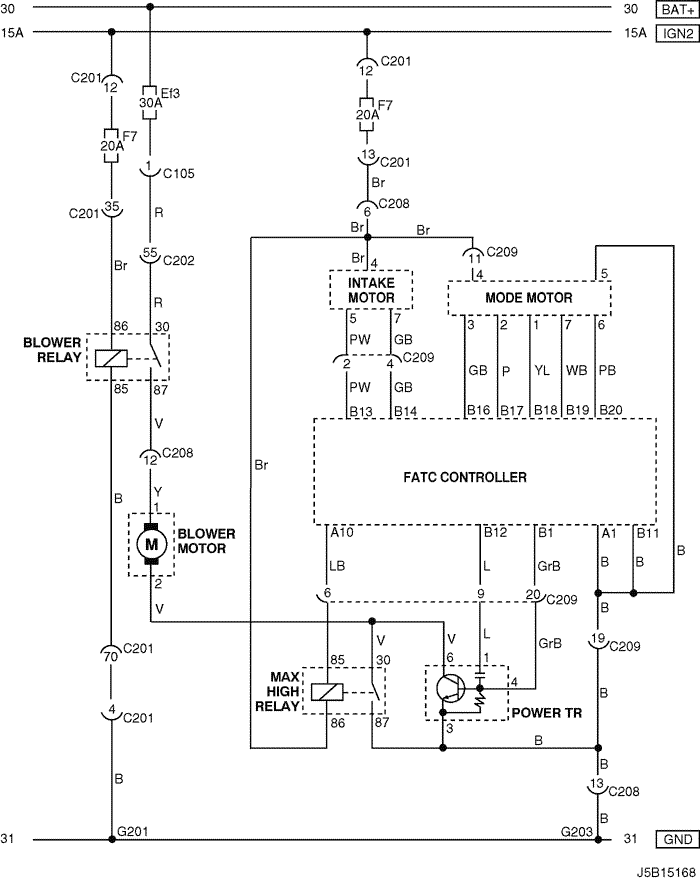 30 30 BAT+
15A 15A IGN2
C201 C201
12 12
Ef3
30A
F7 F7
20A 20A
13 C201
1 C105
Br
35
C201 R
C208
6
Br Br
55 C202 C209
11
Br Br 4 4 5
R
INTAKE
MOTOR
MODE MOTOR
86 30
BLOWER
RELAY
5 7 3 2 1 7 6
PW GB
2 4 C209
GB P YL WB PB
85 87
PW GB
B13 B14 B16 B17 B18 B19 B20
V
C208
12
Br
FATC CONTROLLER
B Y
1
M
BLOWER
MOTOR
A10 B12 B1 A1 B11
B
LB L GrB B B
2
6 9 20 C209
V
B
V V L GrB
19 C209
C201
70
85 30 6 1
MAX
HIGH
RELAY
4
B
4
C201
POWER TR
86 87
3
B
B
B
13 C208
B
G201 G203
31 31 GND
J5B15168